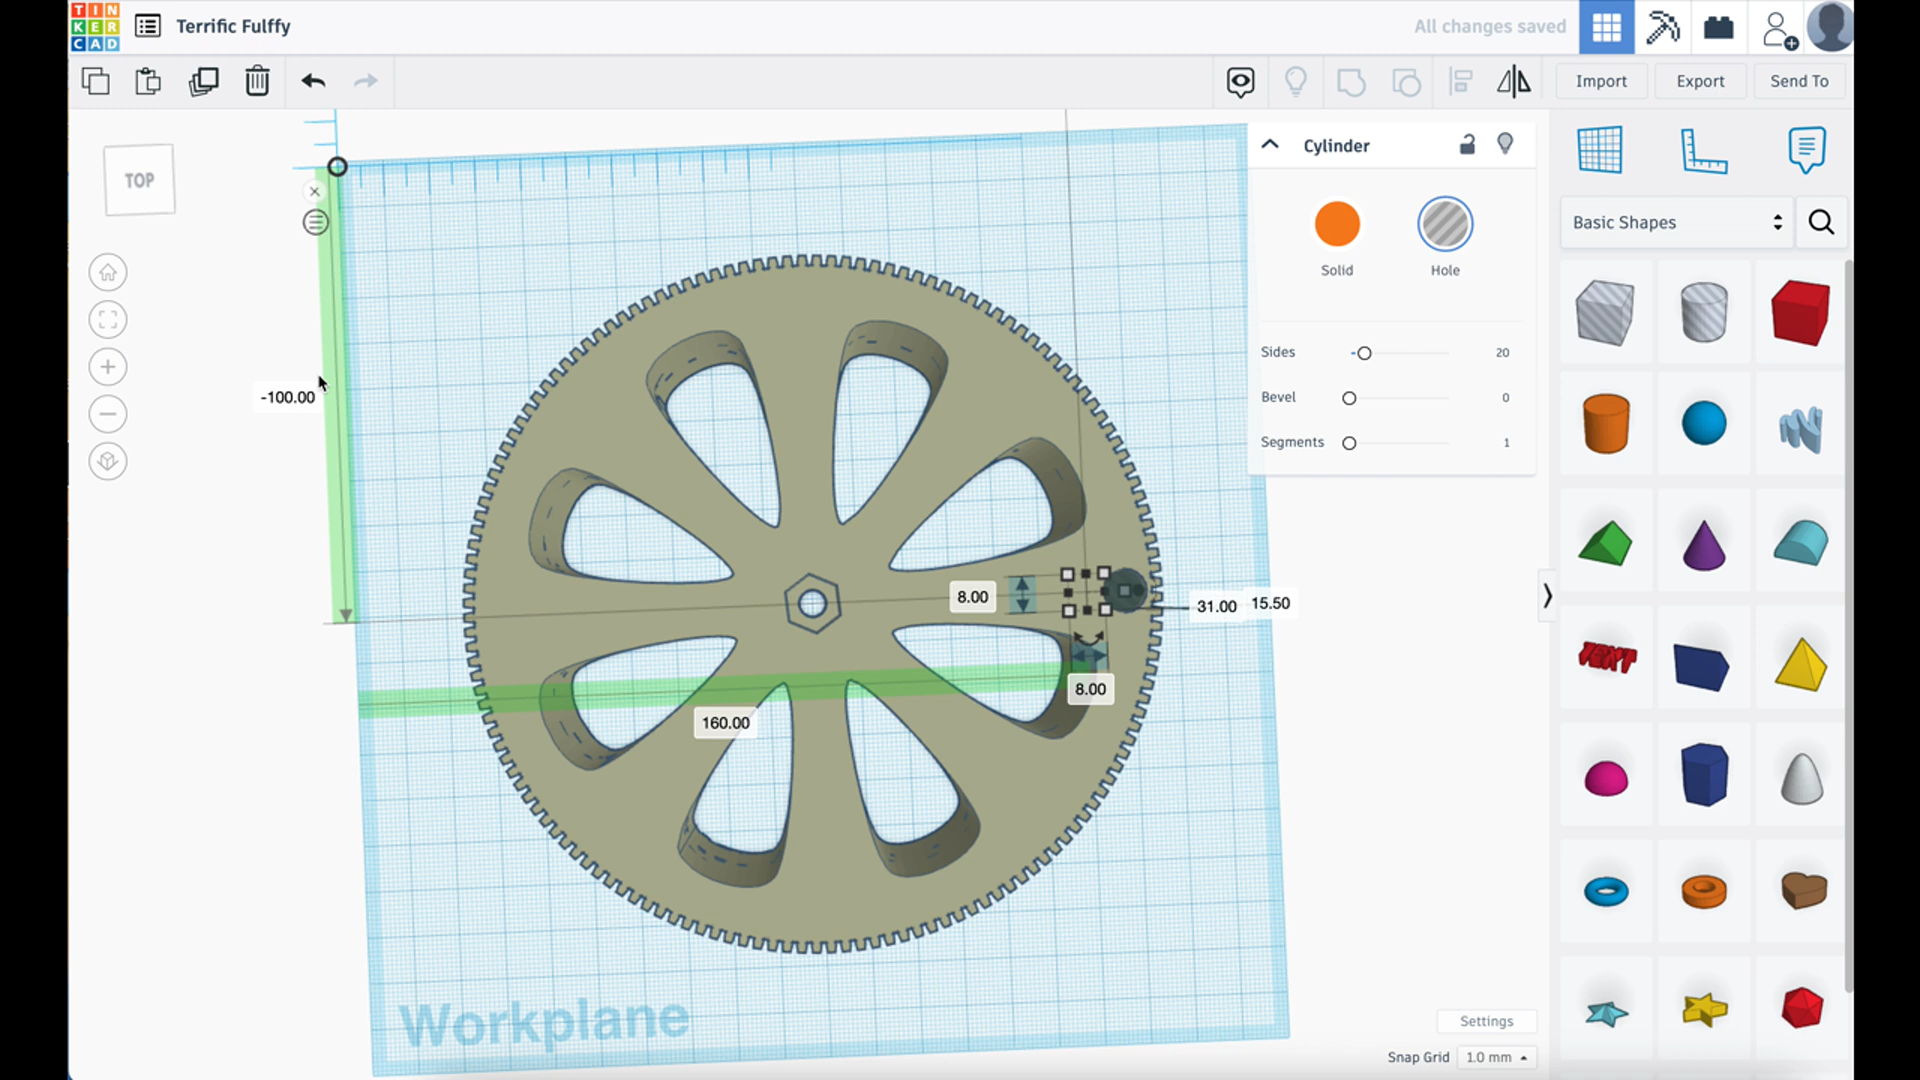 TIN
KER
CAD
Terrific Fulffy
All changes saved
Import
Export
Send To
TOP
Cylinder
Solid
Hole
Sides
20
Bevel
0
Segments
1
Basic Shapes
TEXT
-100.00
8.00
31.00
15.50
8.00
160.00
Workplane
Settings
Snap Grid
1.0 mm